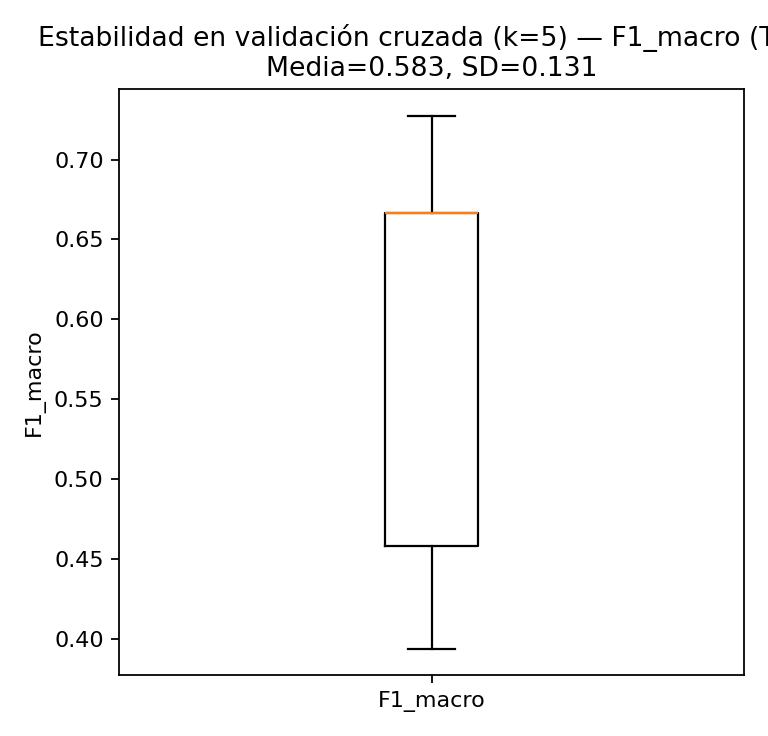 Estabilidad en validación cruzada (k=5) — F1_macro (T
Media=0.583, SD=0.131
0.70
0.65
0.60
0.55
0.50
0.45
0.40
F1_macro
F1_macro